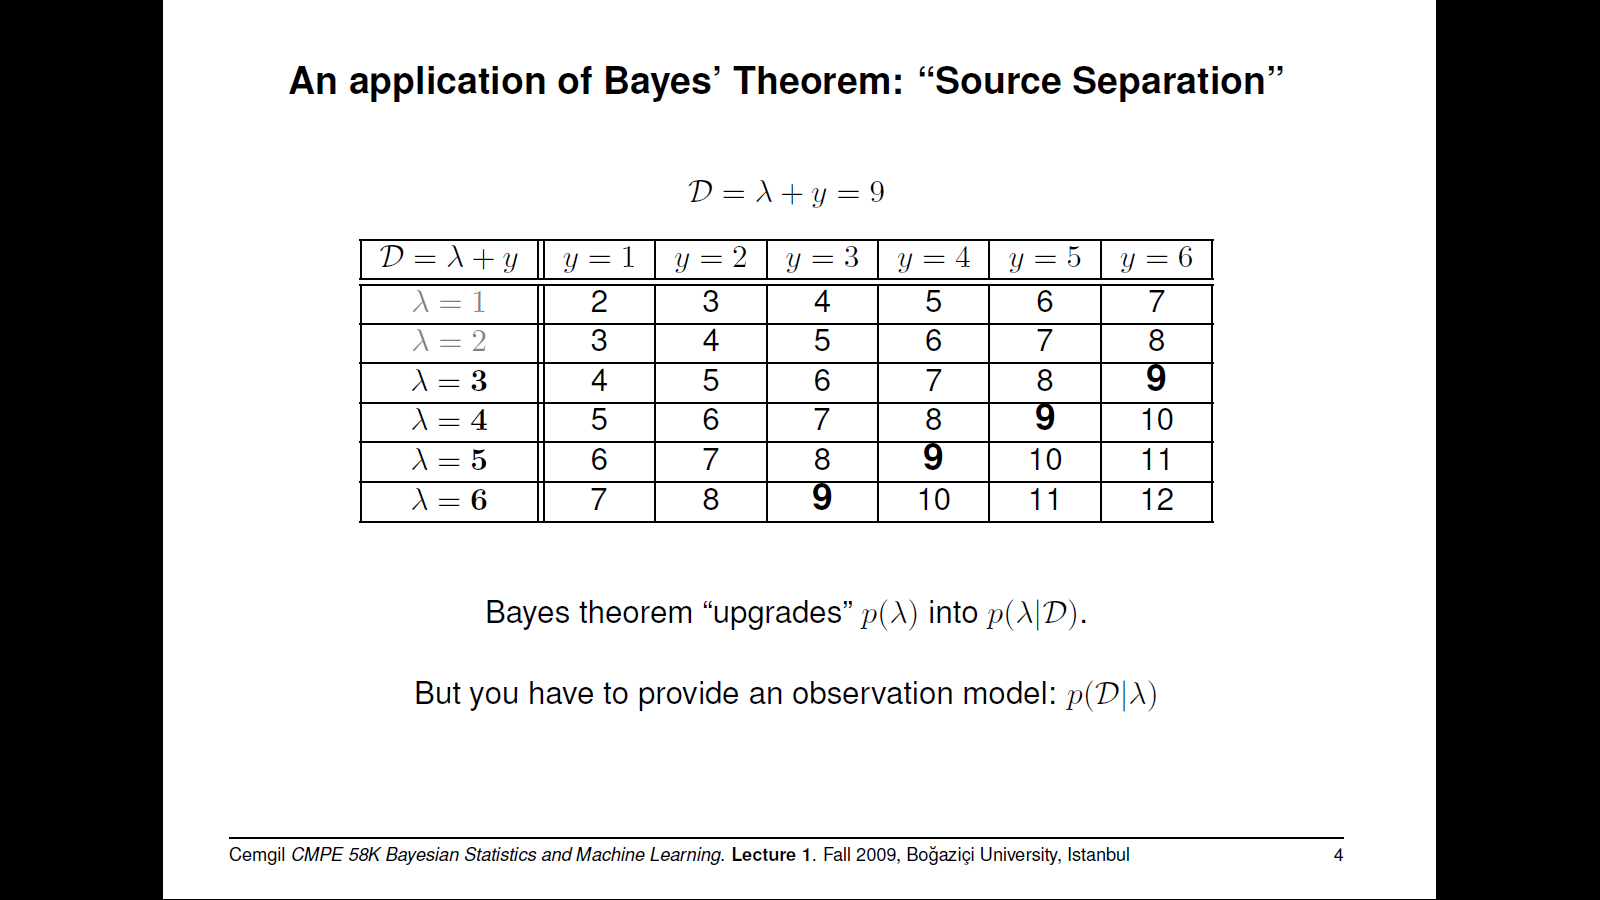 An application of Bayes’ Theorem: “Source Separation”
𝒟 = λ + y = 9
𝒟 = λ + y y = 1 y = 2 y = 3 y = 4 y = 5 y = 6
λ = 1 2 3 4 5 6 7
λ = 2 3 4 5 6 7 8
λ = 3 4 5 6 7 8 9
λ = 4 5 6 7 8 9 10
λ = 5 6 7 8 9 10 11
λ = 6 7 8 9 10 11 12
Bayes theorem “upgrades” p(λ) into p(λ|𝒟).
But you have to provide an observation model: p(𝒟|λ)
Cemgil CMPE 58K Bayesian Statistics and Machine Learning. Lecture 1. Fall 2009, Boğaziçi University, Istanbul 4